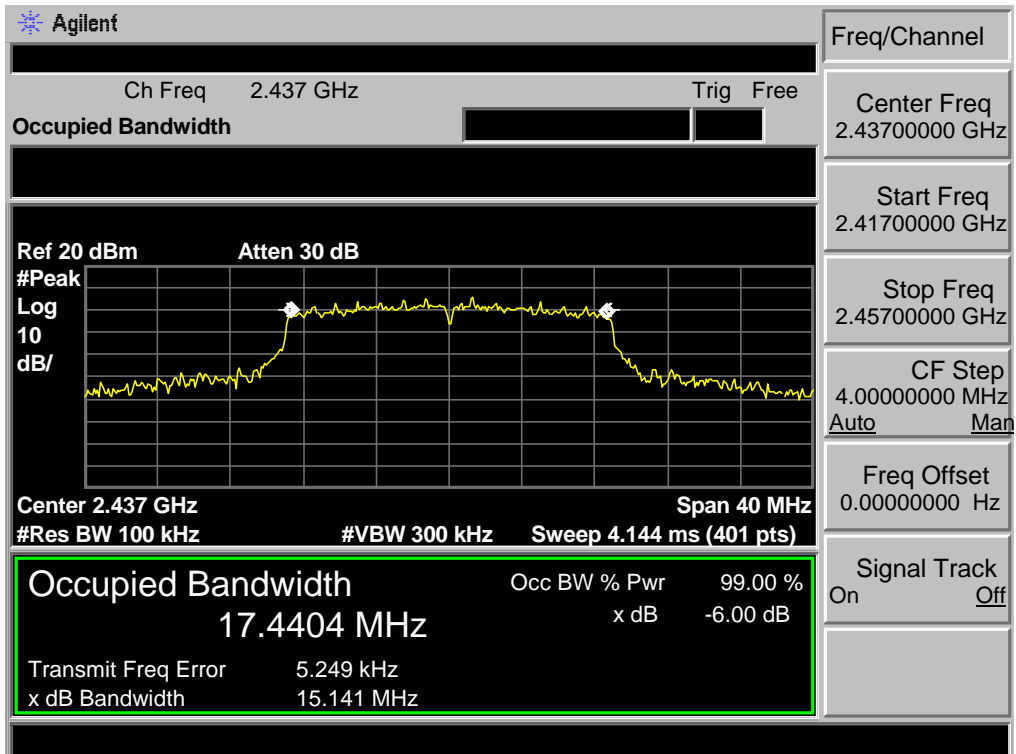 Agilent
Freq/Channel
Ch Freq 2.437 GHz Trig Free
Occupied Bandwidth
Center Freq
2.43700000 GHz
Start Freq
2.41700000 GHz
Stop Freq
2.45700000 GHz
CF Step
4.00000000 MHz
Auto Man
Freq Offset
0.00000000 Hz
Signal Track
On Off
Ref 20 dBm Atten 30 dB
#Peak
Log
10
dB/
Center 2.437 GHz Span 40 MHz
#Res BW 100 kHz #VBW 300 kHz Sweep 4.144 ms (401 pts)
Occupied Bandwidth Occ BW % Pwr 99.00 %
17.4404 MHz x dB -6.00 dB
Transmit Freq Error 5.249 kHz
x dB Bandwidth 15.141 MHz